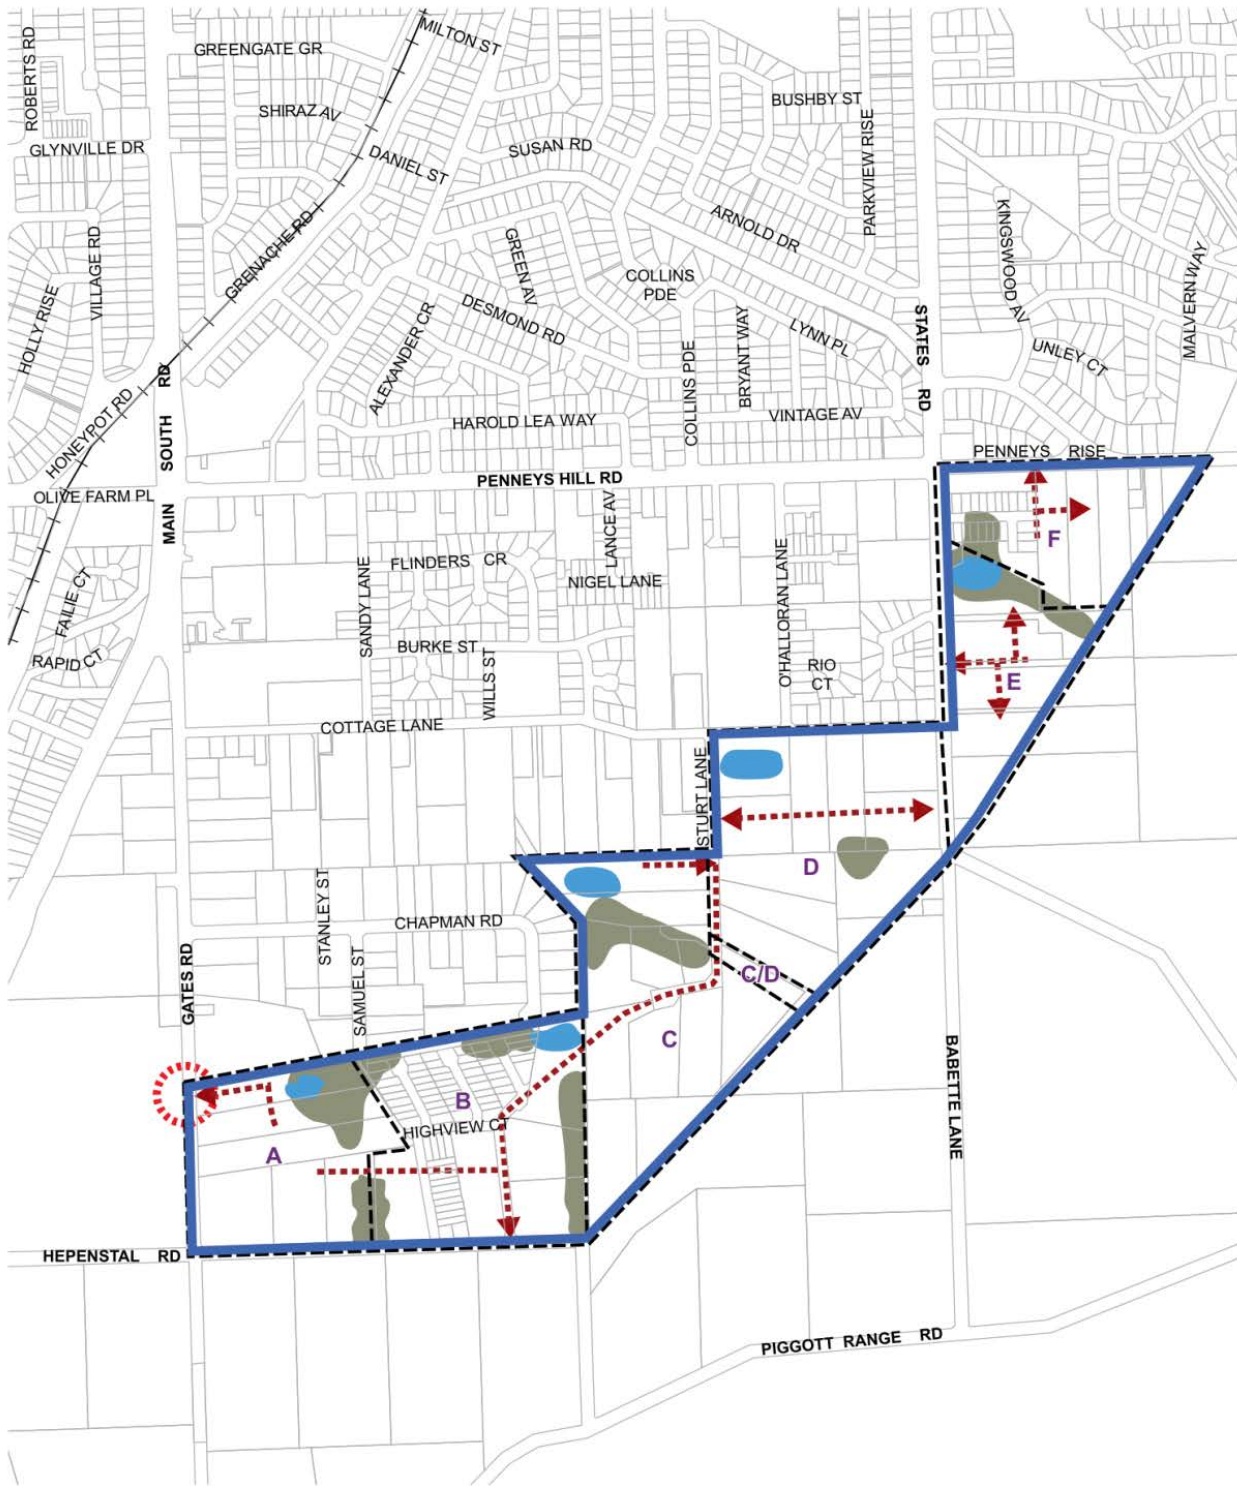 ROBERTS RD
GREENGATE GR
MILTON ST
SHIRAZ AV
BUSHBY ST
GLYNVILLE DR
DANIEL ST
SUSAN RD
PARKVIEW RISE
VILLAGE RD
GRENACHE RD
ARNOLD DR
KINGSWOOD AV
HOLLY RISE
GREEN AV
COLLINS
PDE
MALVERN WAY
ALEXANDER CR
DESMOND RD
LYNN PL
STATES RD
UNLEY CT
COLLINS PDE
BRYANT WAY
HONEYPOT RD
MAIN SOUTH RD
HAROLD LEA WAY
VINTAGE AV
PENNEYS RISE
OLIVE FARM PL
PENNEYS HILL RD
LANCE AV
F
FAILIE CT
SANDY LANE
FLINDERS CR
NIGEL LANE
O'HALLORAN LANE
RAPID CT
BURKE ST
WILLS ST
RIO
CT
E
COTTAGE LANE
STURT LANE
D
STANLEY ST
CHAPMAN RD
GATES RD
SAMUEL ST
C/D
C
BABETTE LANE
B
HIGHVIEW CT
A
HEPENSTAL RD
PIGGOTT RANGE RD